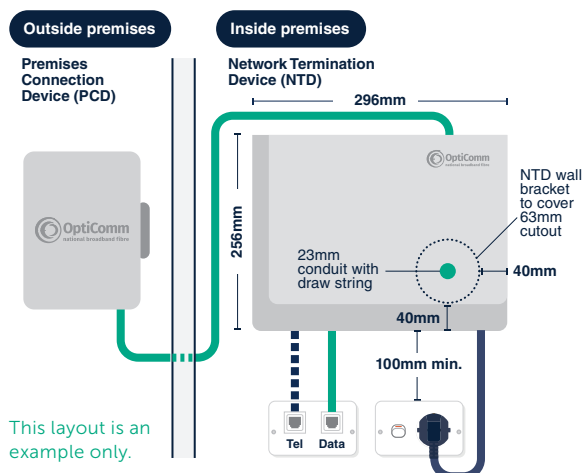 Outside premises
Inside premises
Premises
Connection
Device (PCD)
Network Termination
Device (NTD)
296mm
OptiComm
national broadband fibre
OptiComm
national broadband fibre
256mm
NTD wall
bracket
to cover
63mm
cutout
23mm
conduit with
draw string
40mm
40mm
100mm min.
Tel
Data
This layout is an
example only.